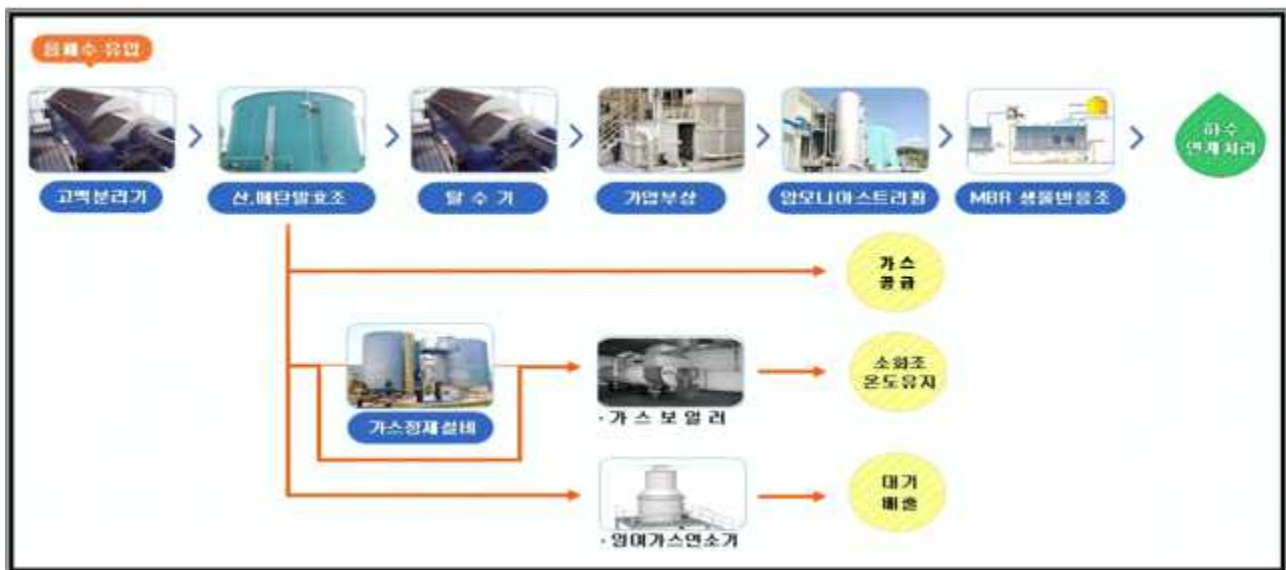 음폐수 유입
고액분리기
산.메탄발효조
탈 수 기
가압부상
암모니아스트리핑
MBR 생물반응조
하수
연계처리
가스
공급
가스정제설비
·가 스 보 일 러
소화조
온도유지
·잉여가스연소기
대기
배출